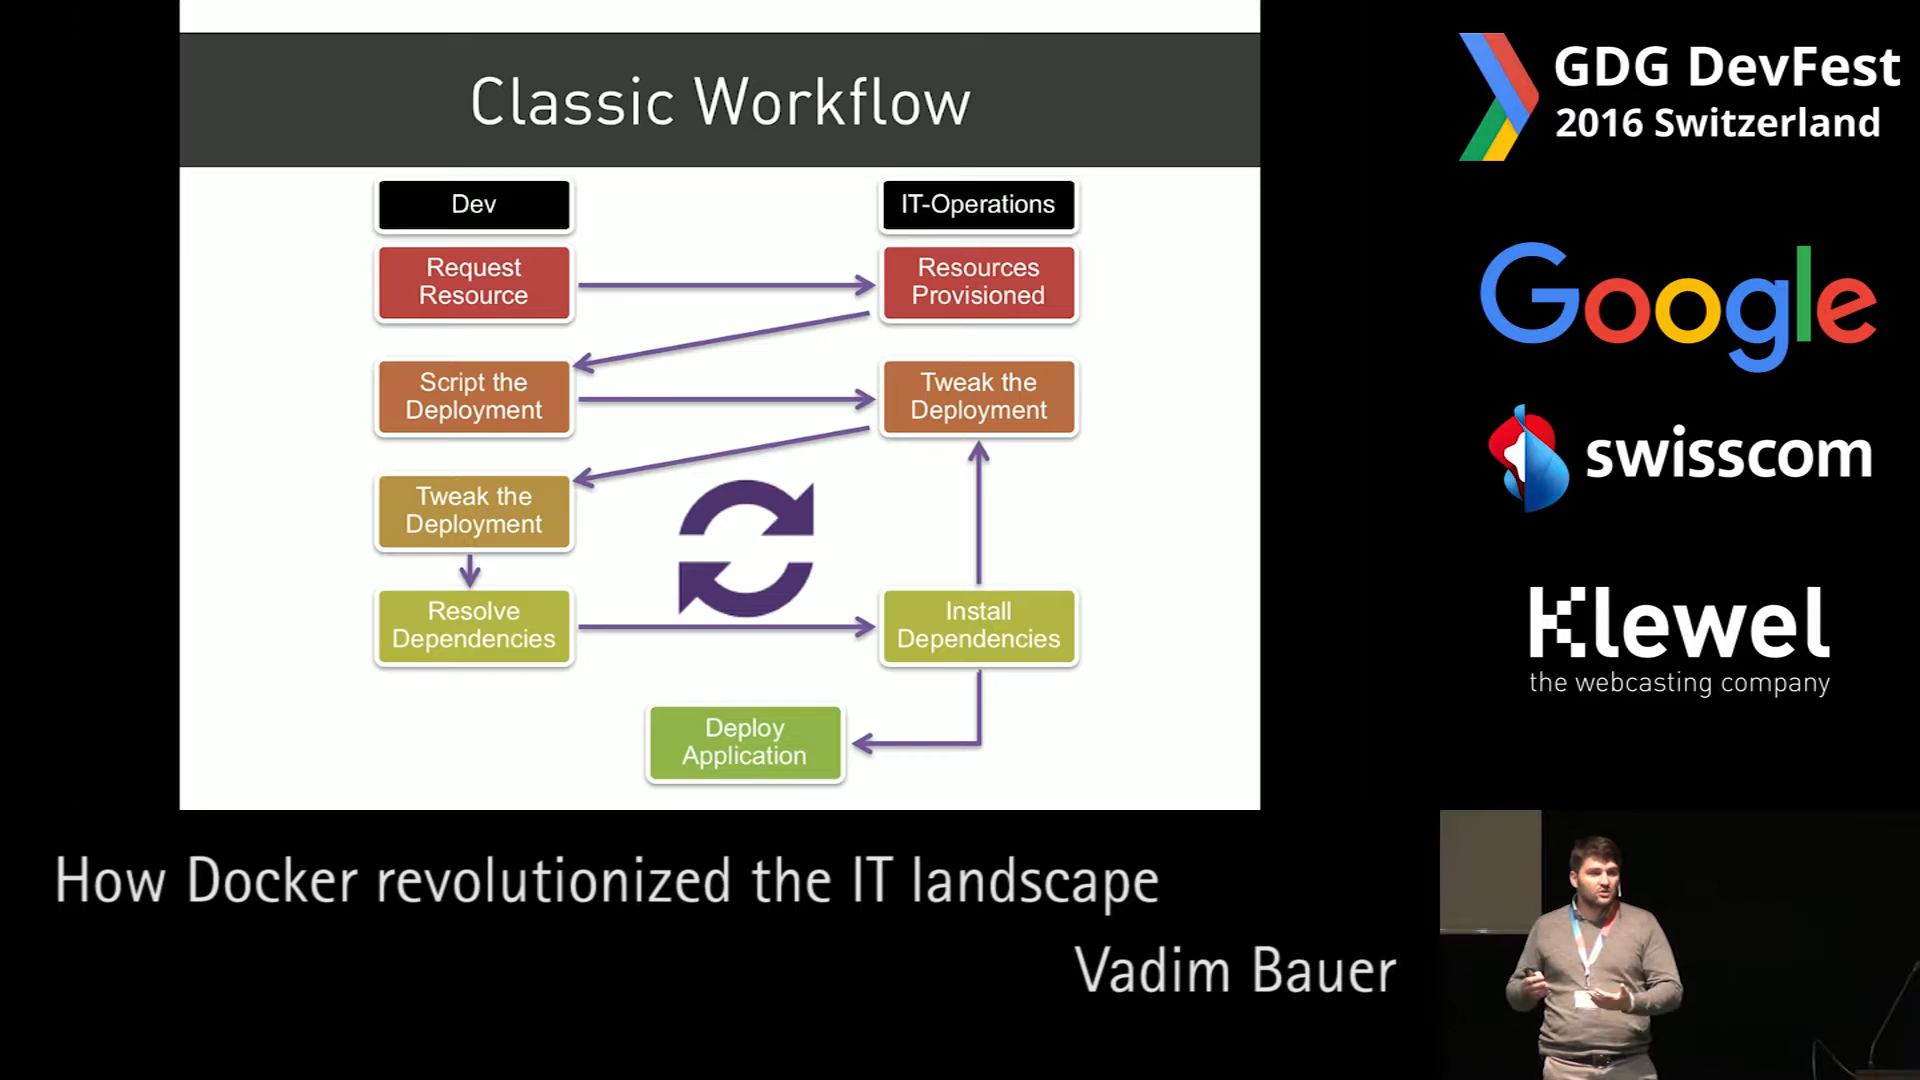 Classic Workflow
Dev
IT-Operations
Request
Resource
Resources
Provisioned
Script the
Deployment
Tweak the
Deployment
Tweak the
Deployment
Resolve
Dependencies
Install
Dependencies
Deploy
Application
GDG DevFest
2016 Switzerland
Google
swisscom
Klewel
the webcasting company
How Docker revolutionized the IT landscape
Vadim Bauer